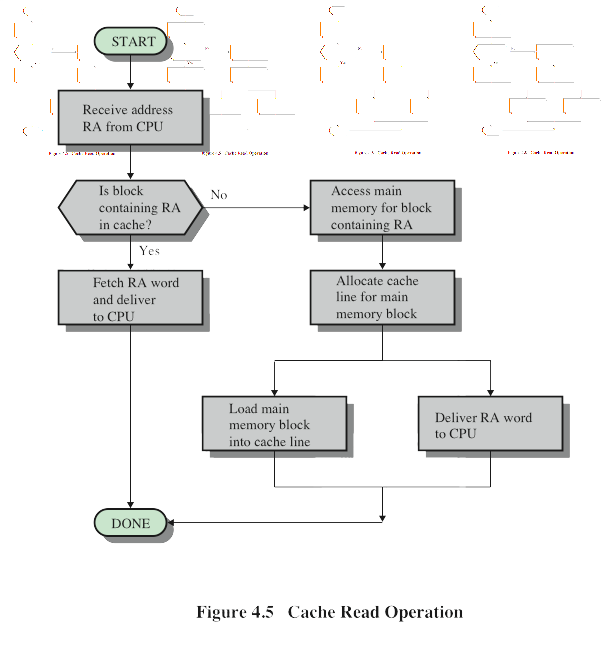 START
Receive address
RA from CPU
Is block
containing RA
in cache?
No
Yes
Access main
memory for block
containing RA
Fetch RA word
and deliver
to CPU
Allocate cache
line for main
memory block
Load main
memory block
into cache line
Deliver RA word
to CPU
DONE
Figure 4.5 Cache Read Operation